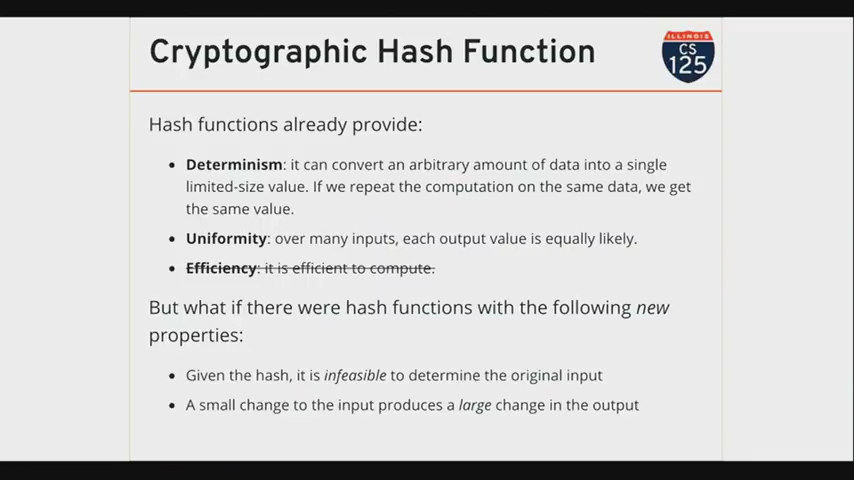 Cryptographic Hash Function
ILLINOIS
CS
125
Hash functions already provide:
• Determinism: it can convert an arbitrary amount of data into a single
limited-size value. If we repeat the computation on the same data, we get
the same value.
• Uniformity: over many inputs, each output value is equally likely.
• Efficiency: it is efficient to compute.
But what if there were hash functions with the following new
properties:
• Given the hash, it is infeasible to determine the original input
• A small change to the input produces a large change in the output